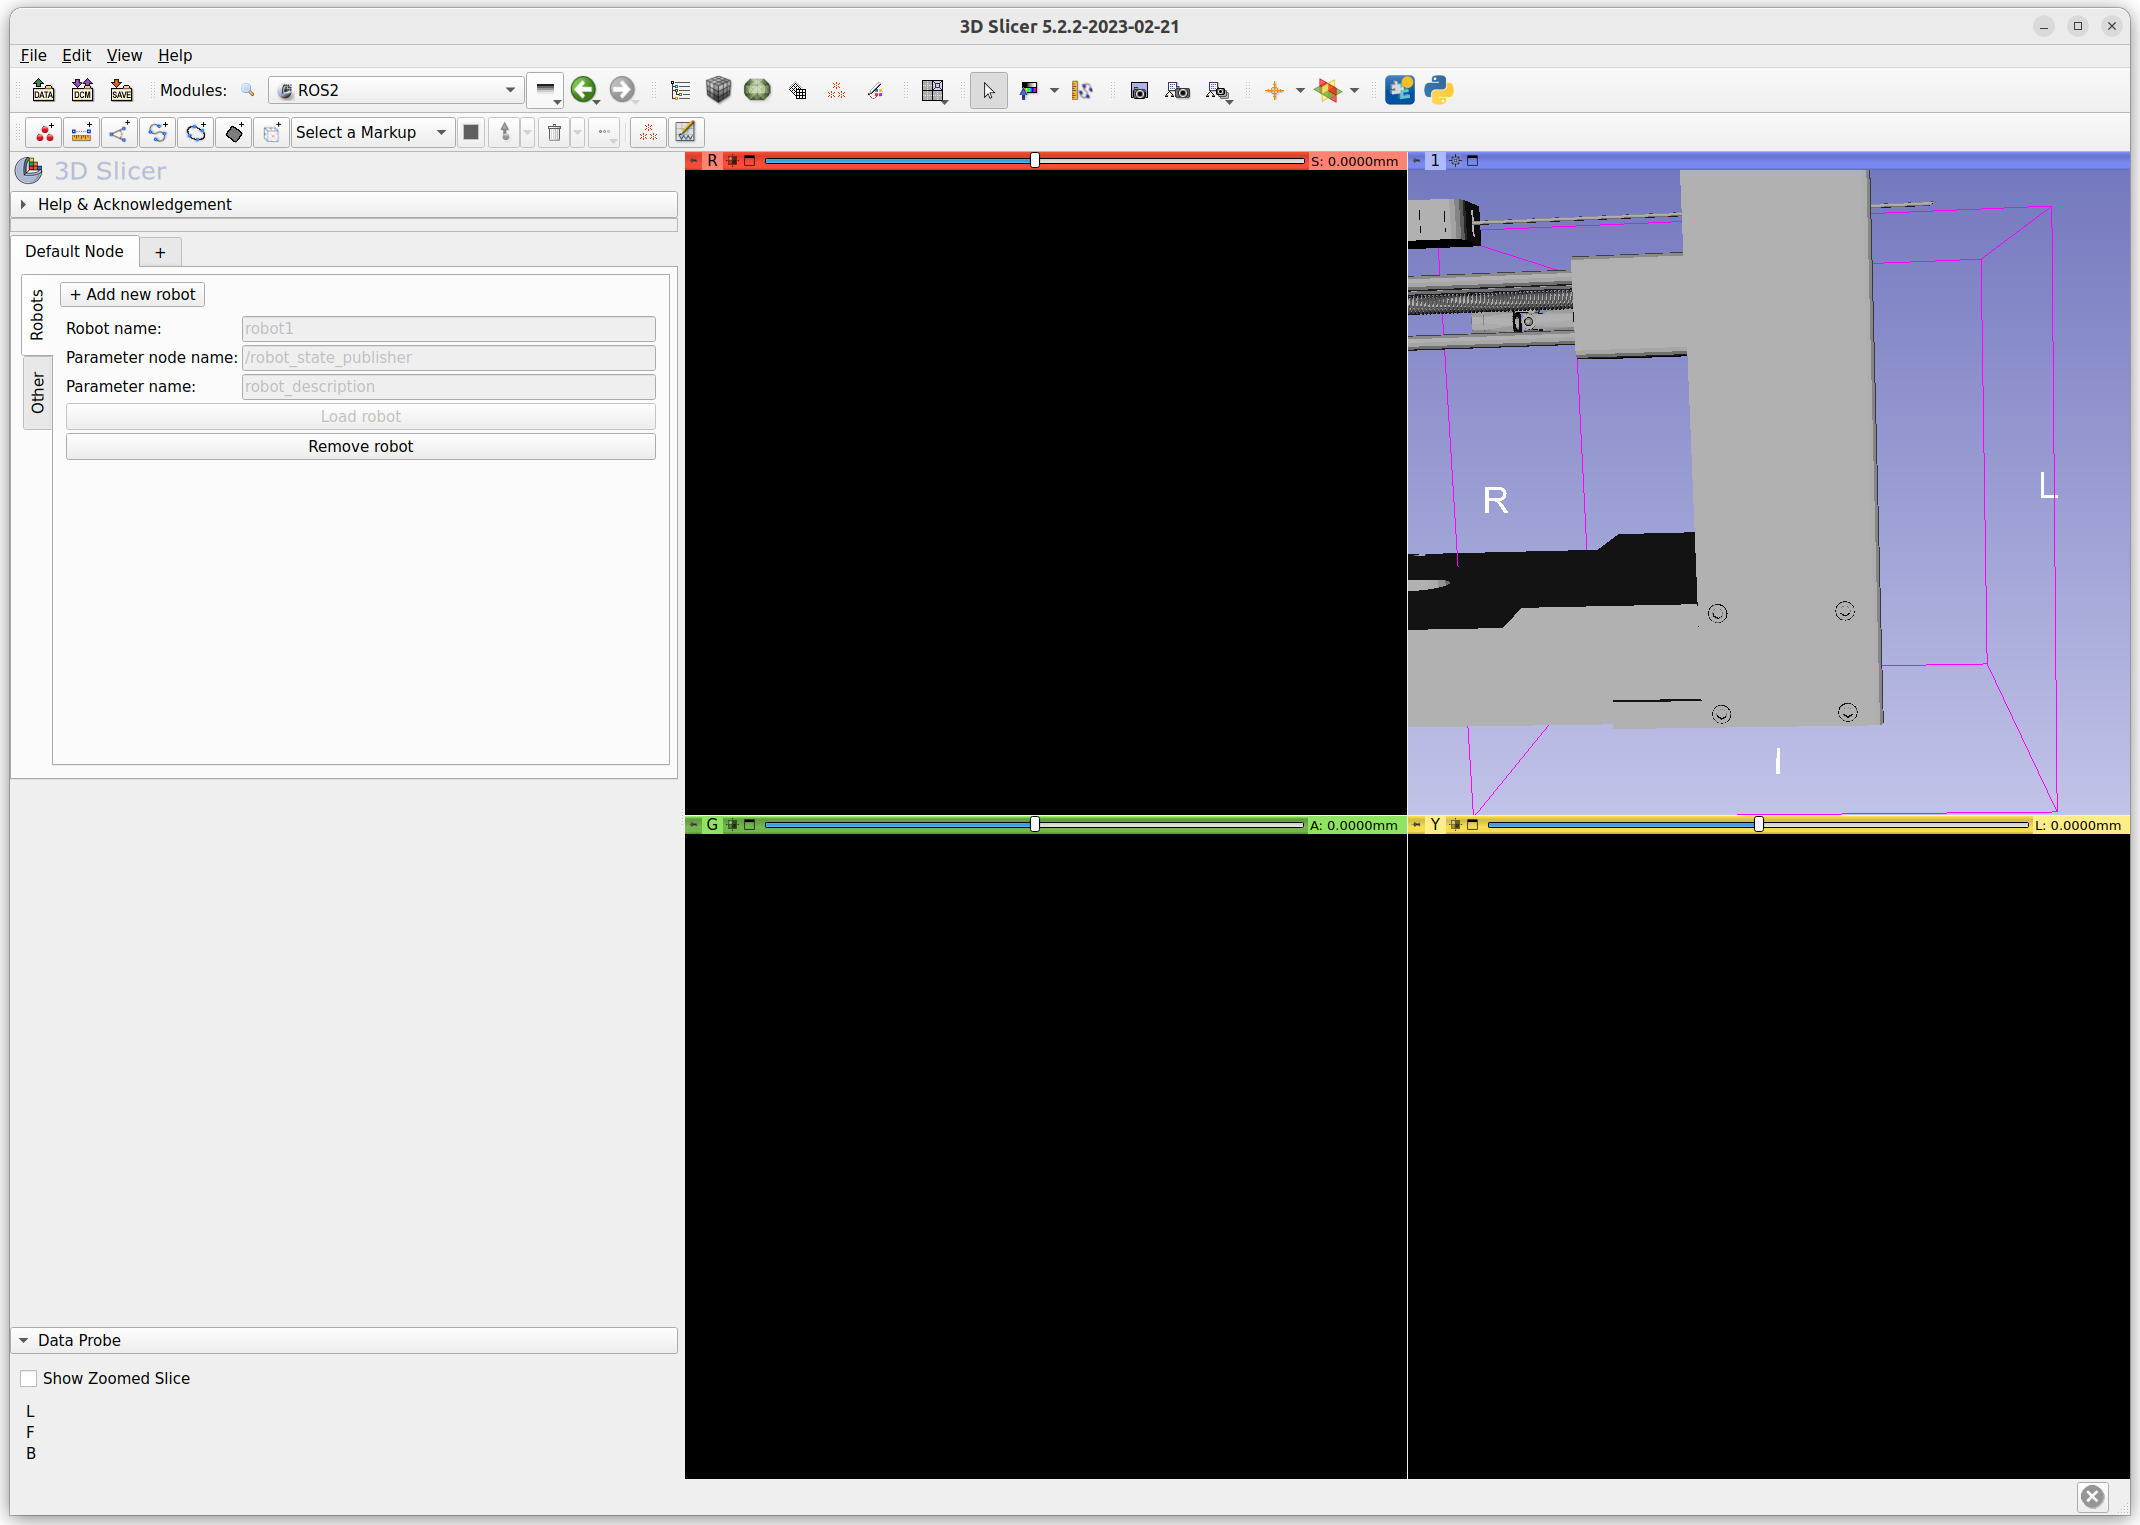 3D Slicer 5.2.2-2023-02-21
File Edit View Help
DATA DCM SAVE Modules: ROS2
Select a Markup
3D Slicer
Help & Acknowledgement
Default Node +
Robots
Other
+ Add new robot
Robot name: robot1
Parameter node name: /robot_state_publisher
Parameter name: robot_description
Load robot
Remove robot
Data Probe
Show Zoomed Slice
L
F
B
R S: 0.0000mm
1
R
L
I
G A: 0.0000mm
Y L: 0.0000mm